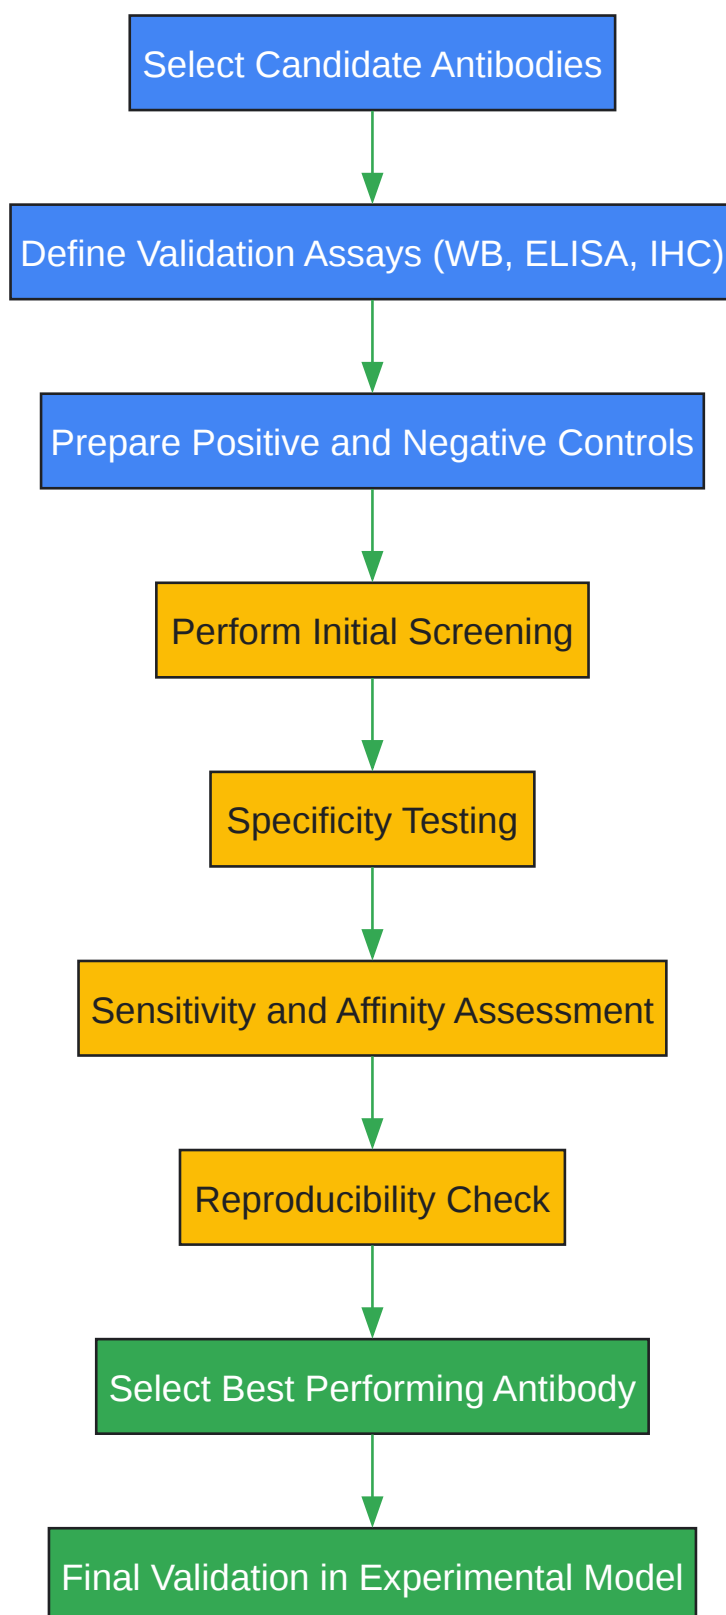 Select Candidate Antibodies
Define Validation Assays (WB, ELISA, IHC)
Prepare Positive and Negative Controls
Perform Initial Screening
Specificity Testing
Sensitivity and Affinity Assessment
Reproducibility Check
Select Best Performing Antibody
Final Validation in Experimental Model